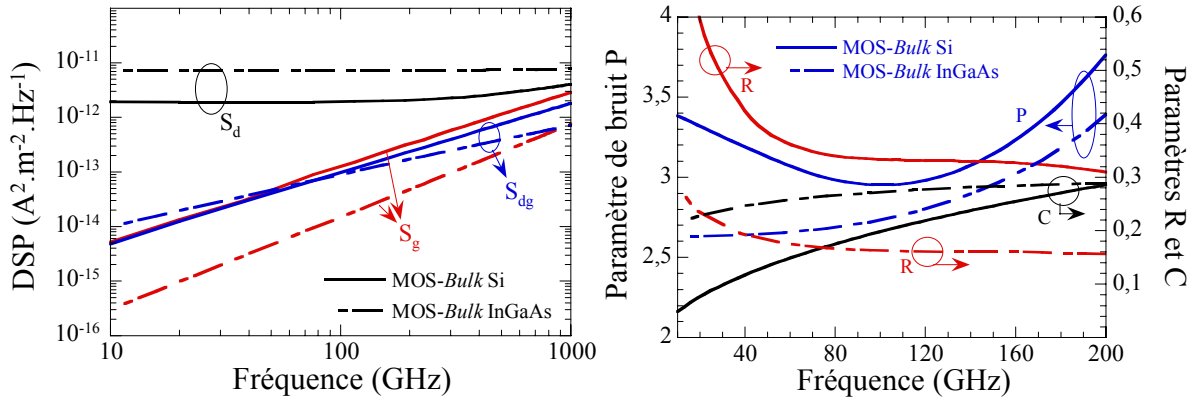 DSP (A².m⁻².Hz⁻¹)
10⁻¹¹
10⁻¹²
10⁻¹³
10⁻¹⁴
10⁻¹⁵
10⁻¹⁶
S_d
S_dg
S_g
MOS-Bulk Si
MOS-Bulk InGaAs
10
100
1000
Fréquence (GHz)
Paramètre de bruit P
4
3,5
3
2,5
2
MOS-Bulk Si
MOS-Bulk InGaAs
R
P
C
R
0,6
0,5
0,4
0,3
0,2
0,1
0
Paramètres R et C
40
80
120
160
200
Fréquence (GHz)